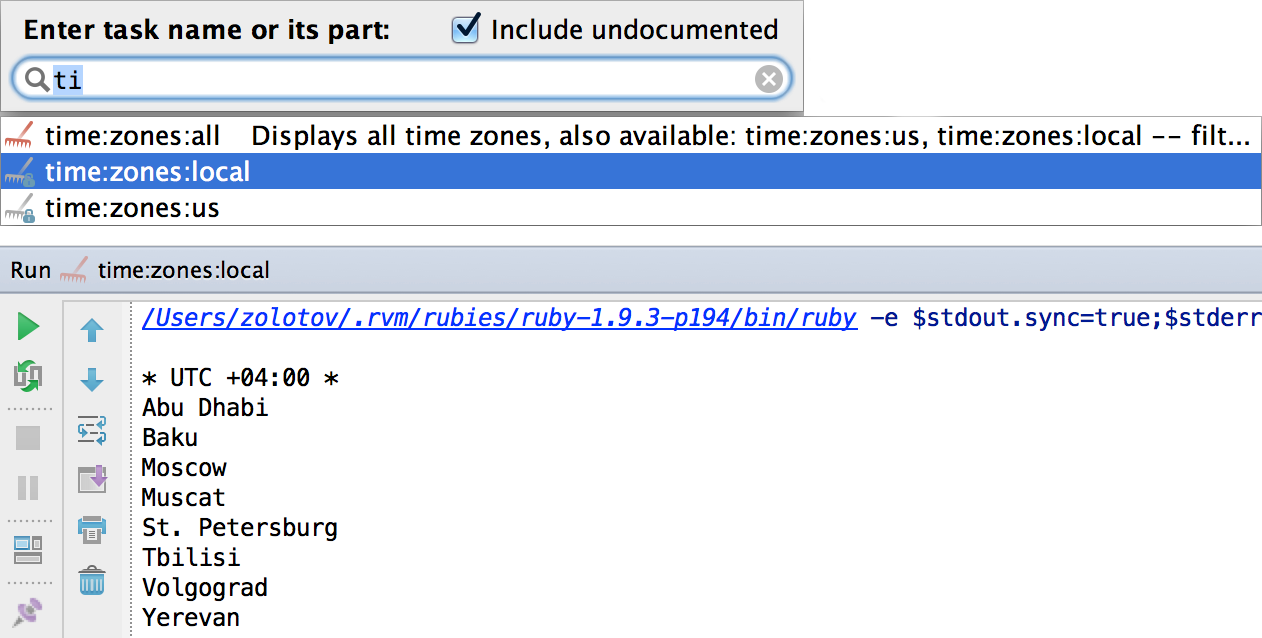 Enter task name or its part: Include undocumented
ti
time:zones:all Displays all time zones, also available: time:zones:us, time:zones:local -- filt...
time:zones:local
time:zones:us
Run time:zones:local
/Users/zolotov/.rvm/rubies/ruby-1.9.3-p194/bin/ruby -e $stdout.sync=true;$stderr
* UTC +04:00 *
Abu Dhabi
Baku
Moscow
Muscat
St. Petersburg
Tbilisi
Volgograd
Yerevan